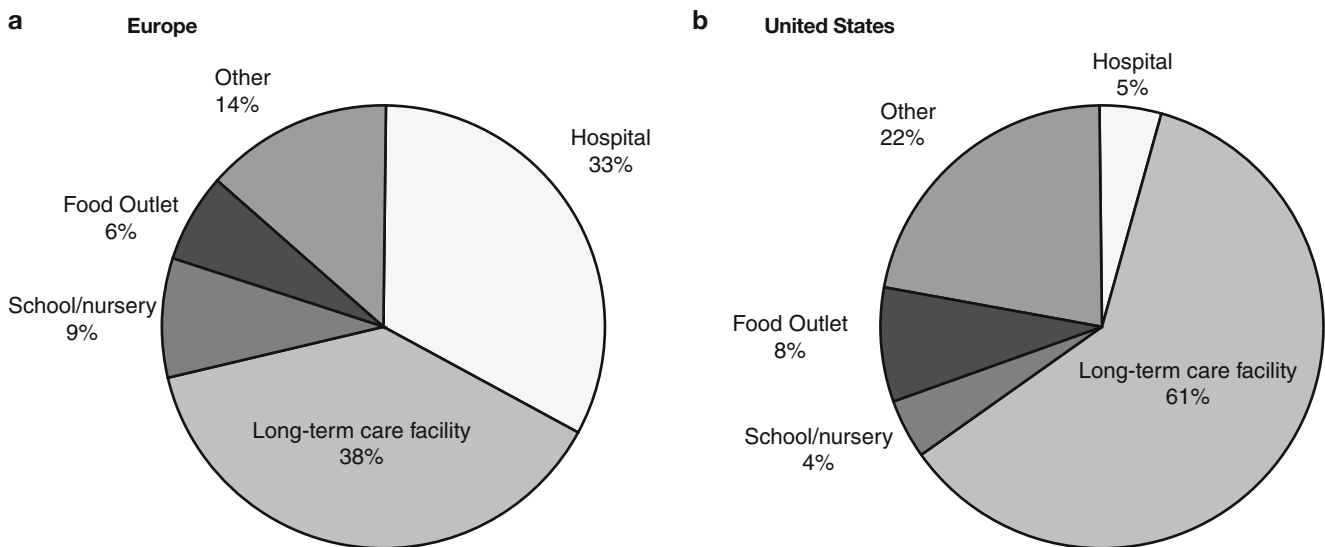 a
Europe
Other
14%
Hospital
33%
Food Outlet
6%
School/nursery
9%
Long-term care facility
38%
b
United States
Hospital
5%
Other
22%
Food Outlet
8%
Long-term care facility
61%
School/nursery
4%